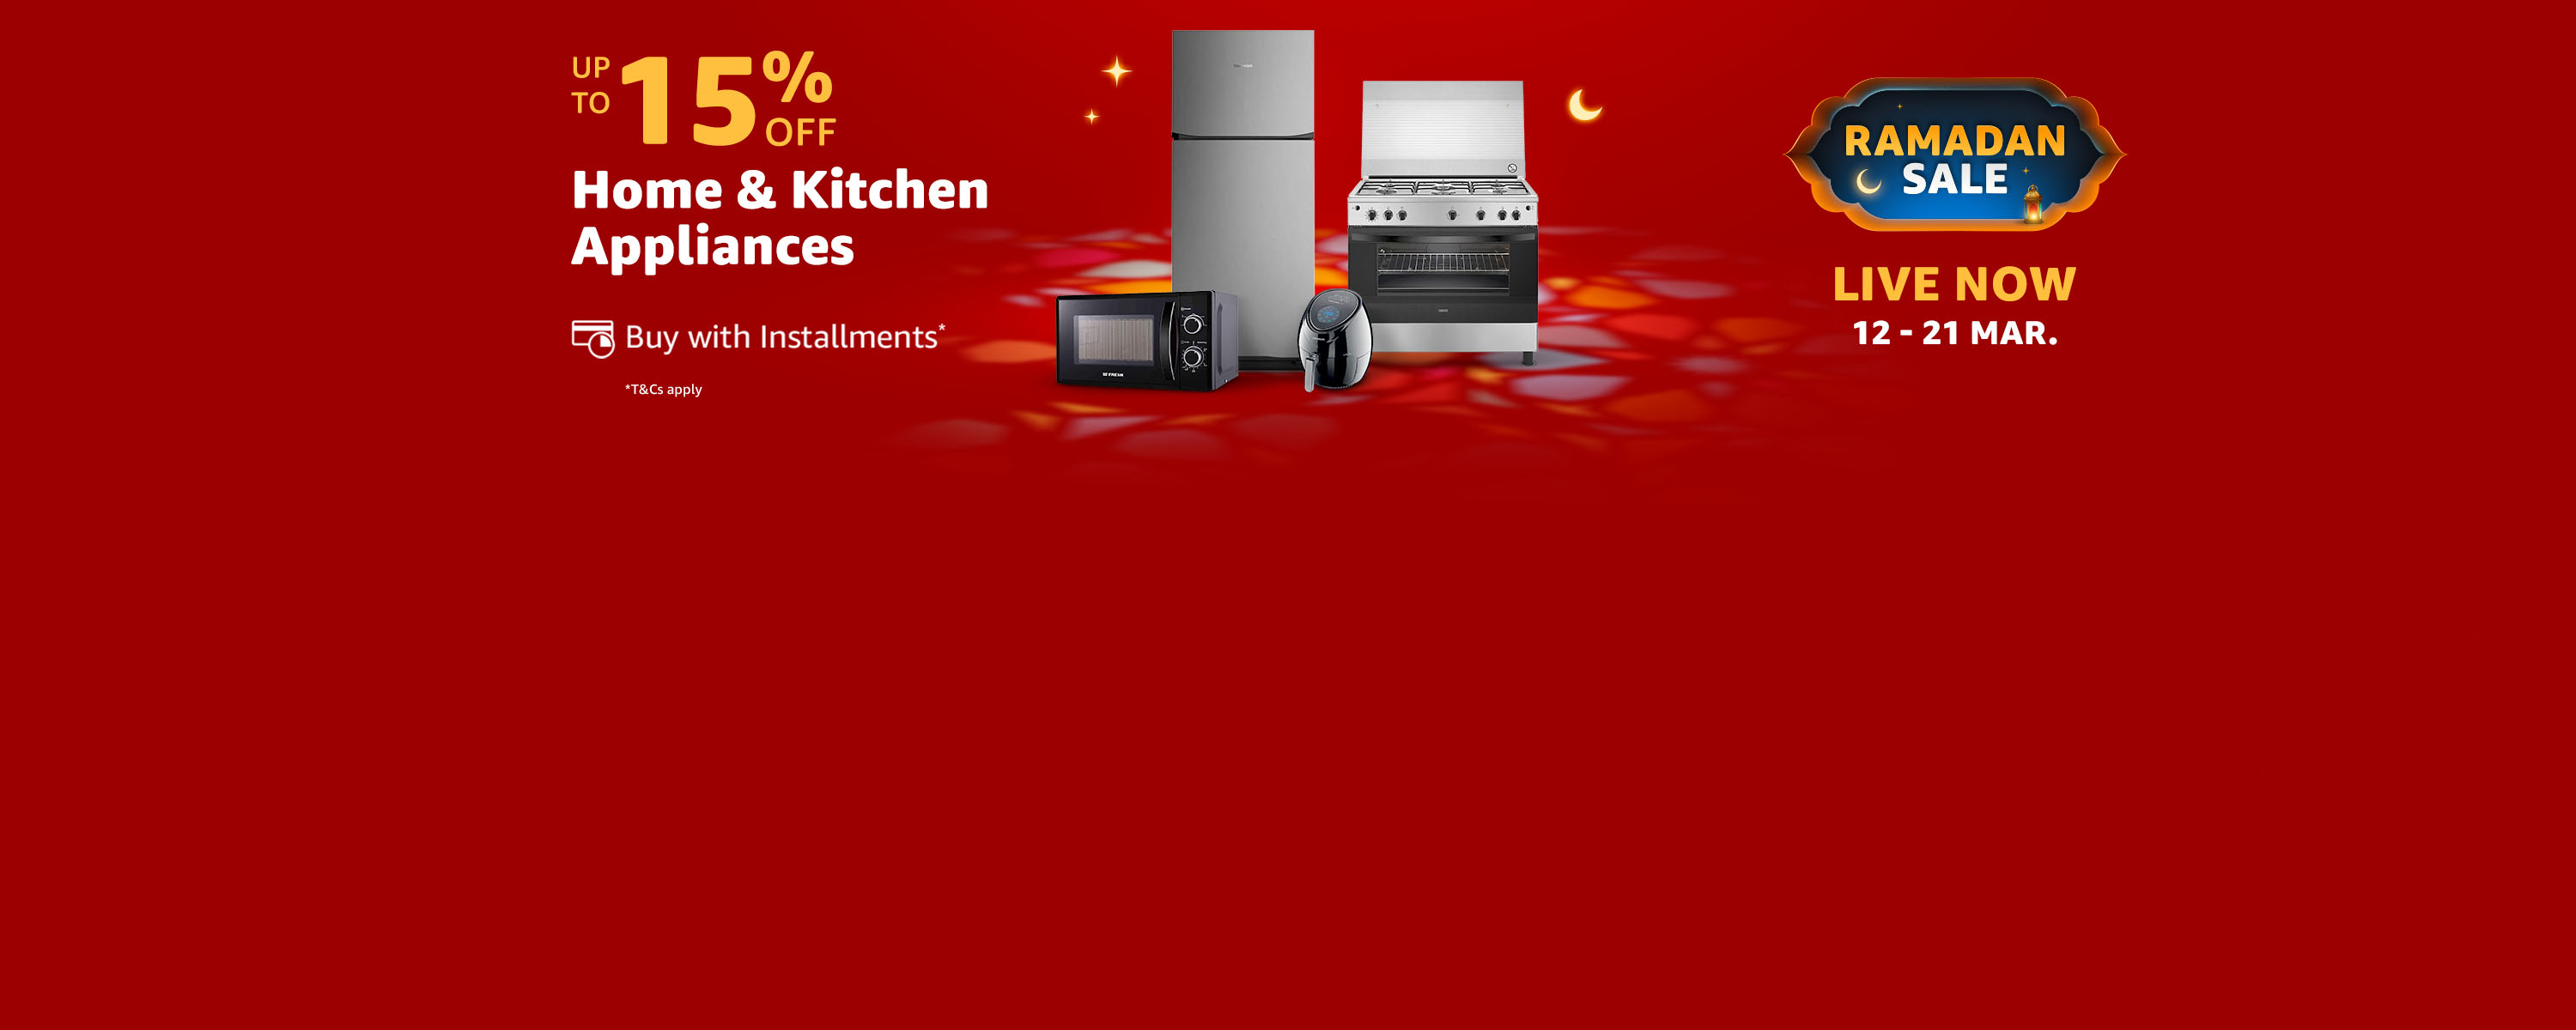 UP
TO
15%
OFF
Home & Kitchen
Appliances
Buy with Installments*
*T&Cs apply
FRESH
RAMADAN
SALE
LIVE NOW
12 - 21 MAR.